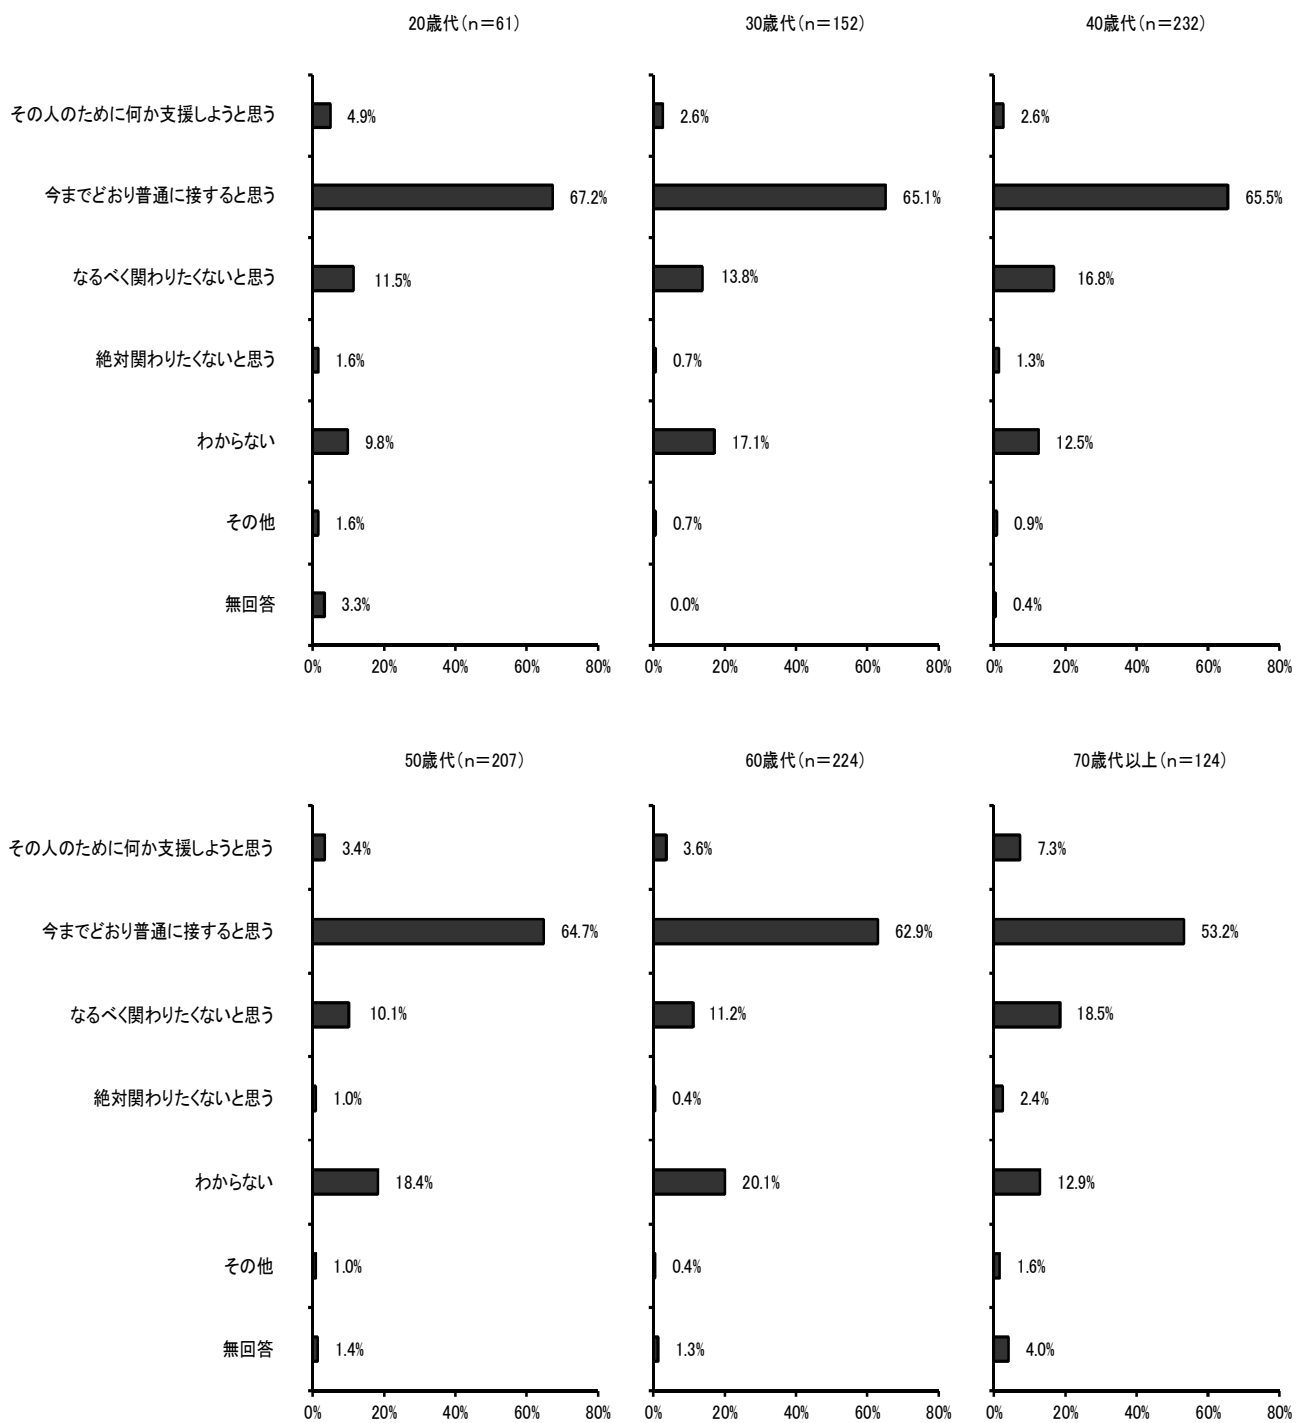 20歳代(n=61)
30歳代(n=152)
40歳代(n=232)
その人のために何か支援しようと思う 4.9% 2.6% 2.6%
今までどおり普通に接すると思う 67.2% 65.1% 65.5%
なるべく関わりたくないと思う 11.5% 13.8% 16.8%
絶対関わりたくないと思う 1.6% 0.7% 1.3%
わからない 9.8% 17.1% 12.5%
その他 1.6% 0.7% 0.9%
無回答 3.3% 0.0% 0.4%
0% 20% 40% 60% 80% 0% 20% 40% 60% 80% 0% 20% 40% 60% 80%
50歳代(n=207)
60歳代(n=224)
70歳代以上(n=124)
その人のために何か支援しようと思う 3.4% 3.6% 7.3%
今までどおり普通に接すると思う 64.7% 62.9% 53.2%
なるべく関わりたくないと思う 10.1% 11.2% 18.5%
絶対関わりたくないと思う 1.0% 0.4% 2.4%
わからない 18.4% 20.1% 12.9%
その他 1.0% 0.4% 1.6%
無回答 1.4% 1.3% 4.0%
0% 20% 40% 60% 80% 0% 20% 40% 60% 80% 0% 20% 40% 60% 80%